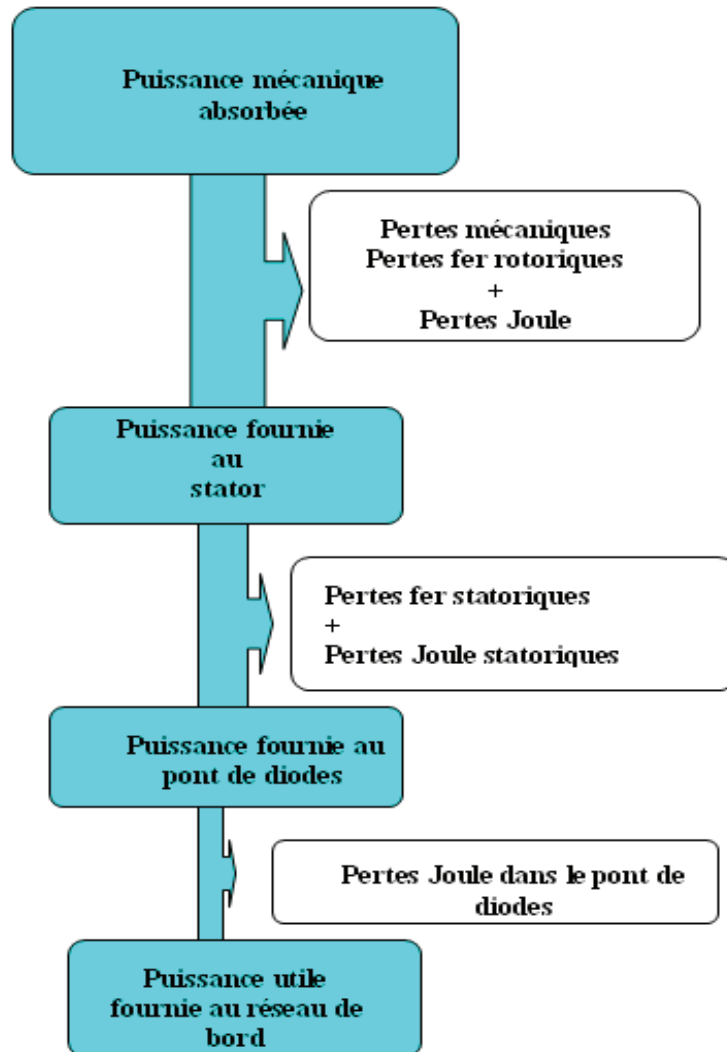 Puissance mécanique
absorbée
Pertes mécaniques
Pertes fer rotoriques
+
Pertes Joule
Puissance fournie
au
stator
Pertes fer statoriques
+
Pertes Joule statoriques
Puissance fournie au
pont de diodes
Pertes Joule dans le pont de
diodes
Puissance utile
fournie au réseau de
bord